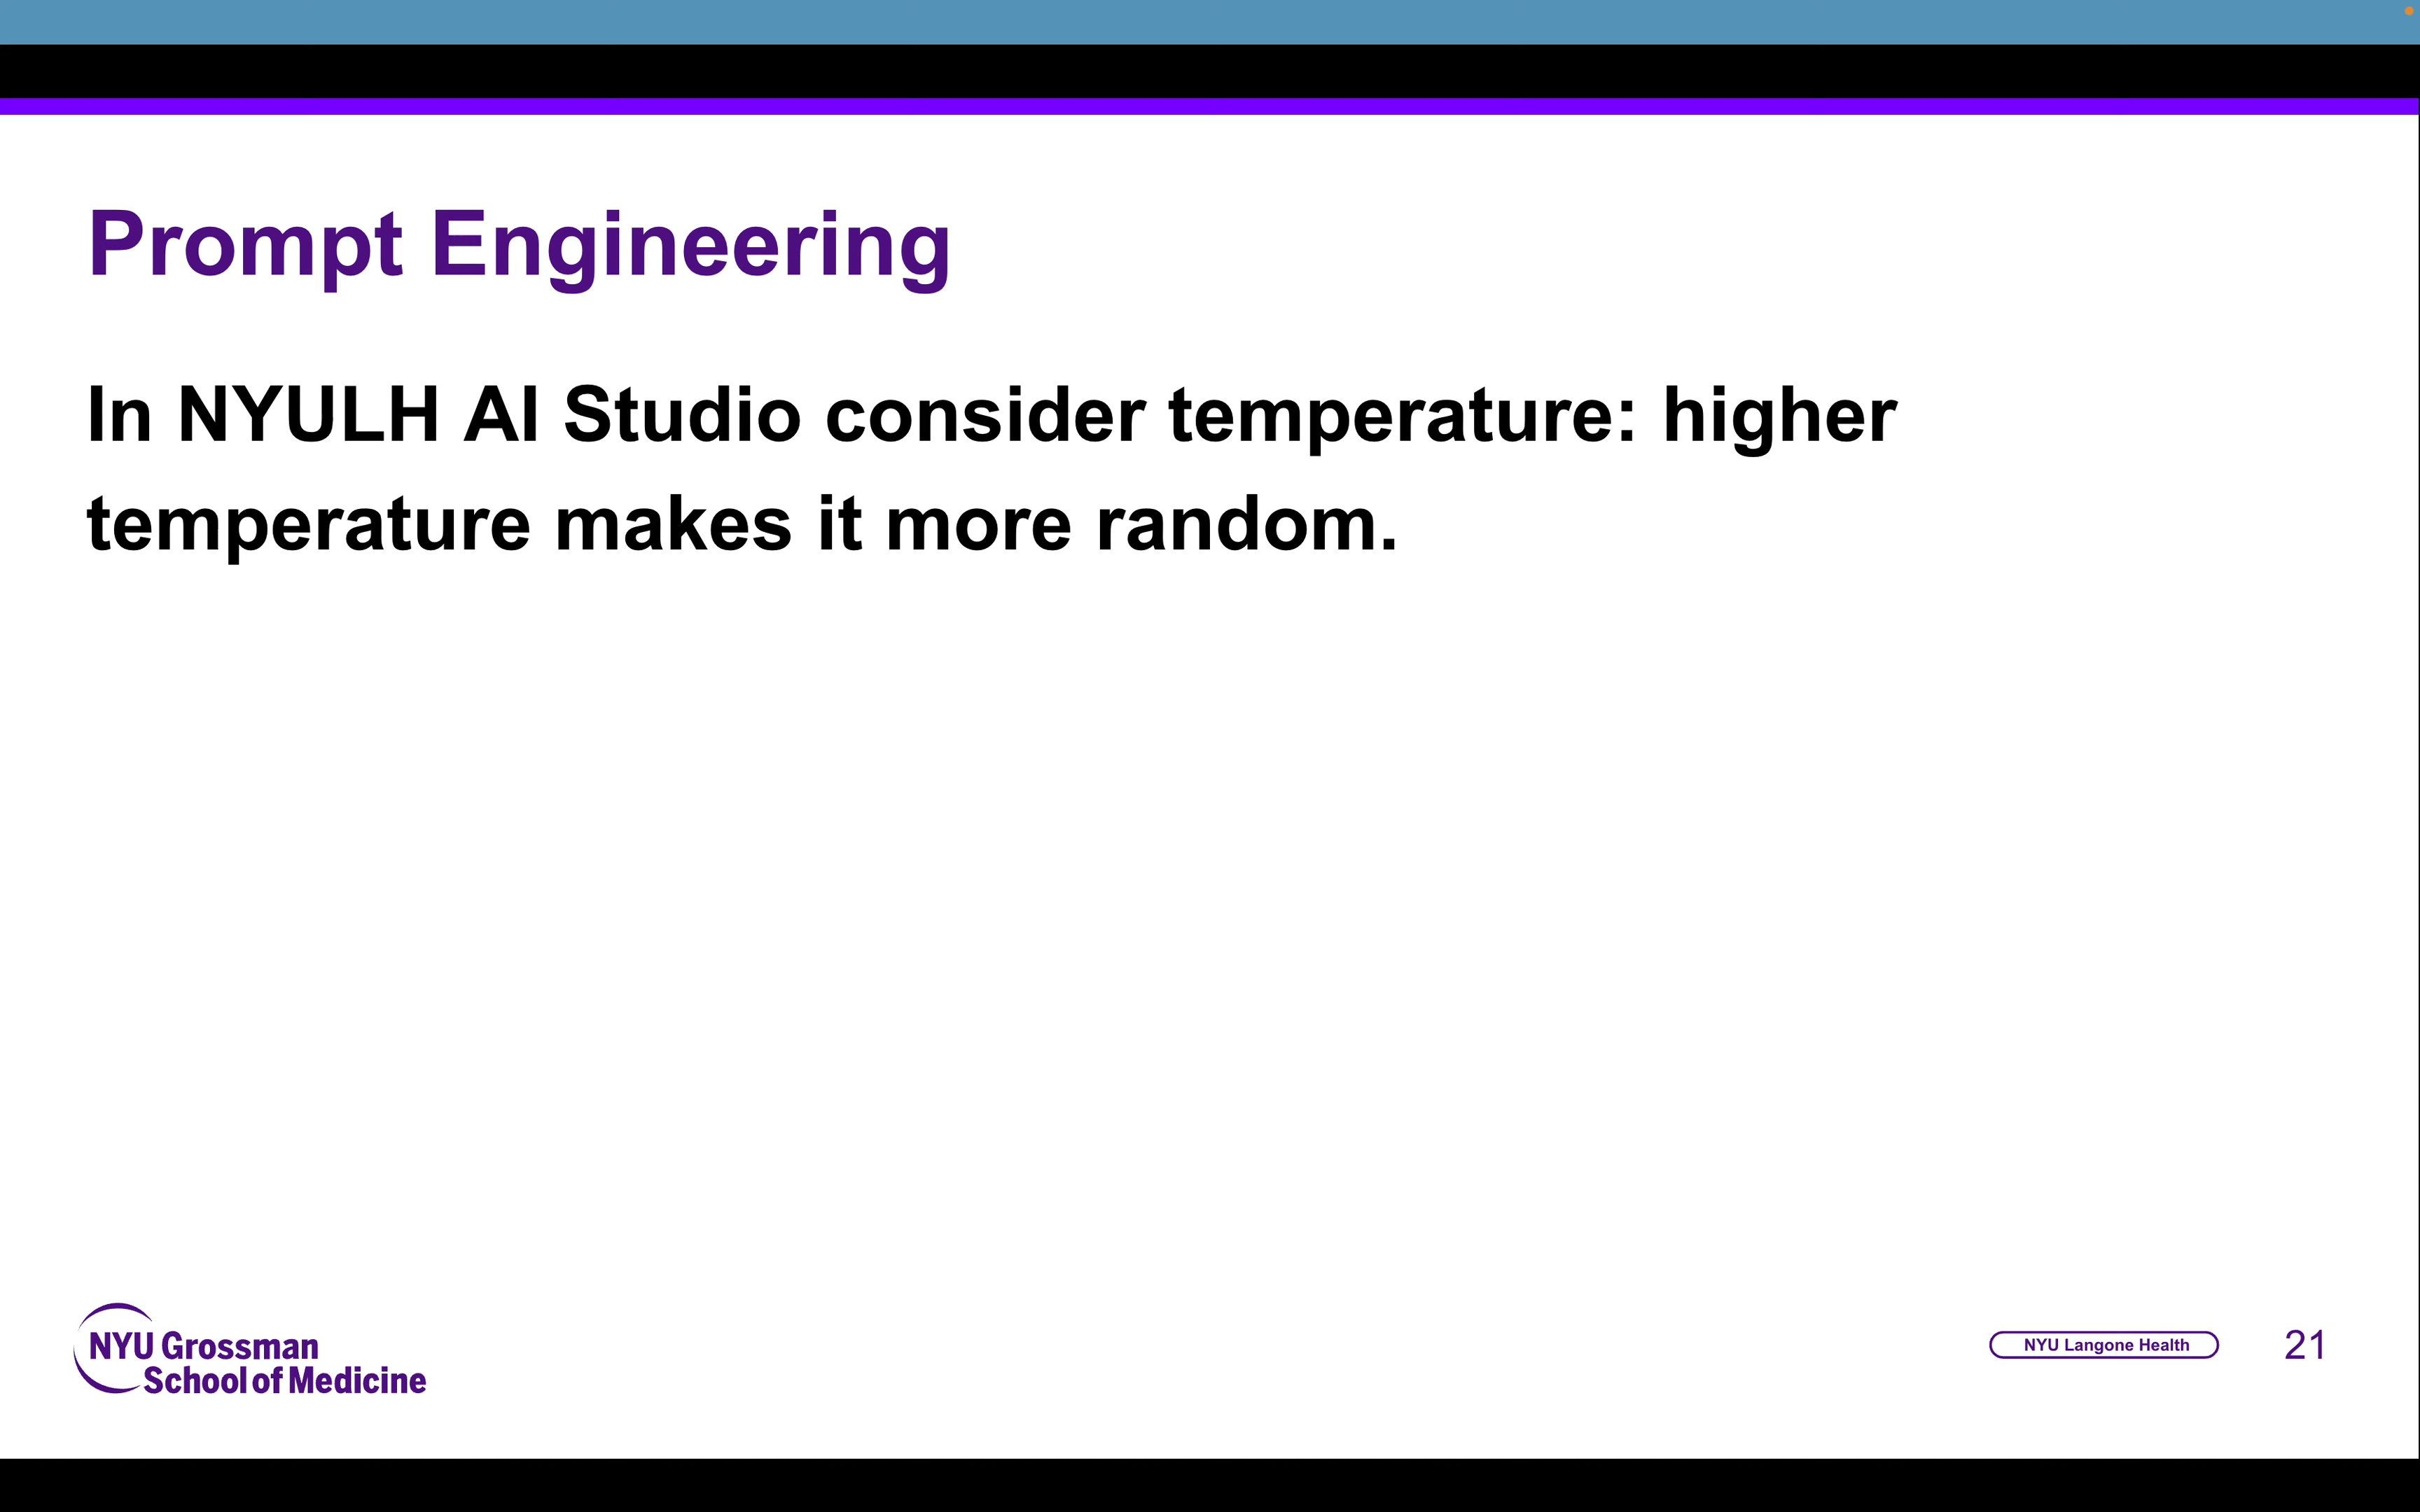 Prompt Engineering
In NYULH AI Studio consider temperature: higher
temperature makes it more random.
NYU Grossman
School of Medicine
NYU Langone Health
21